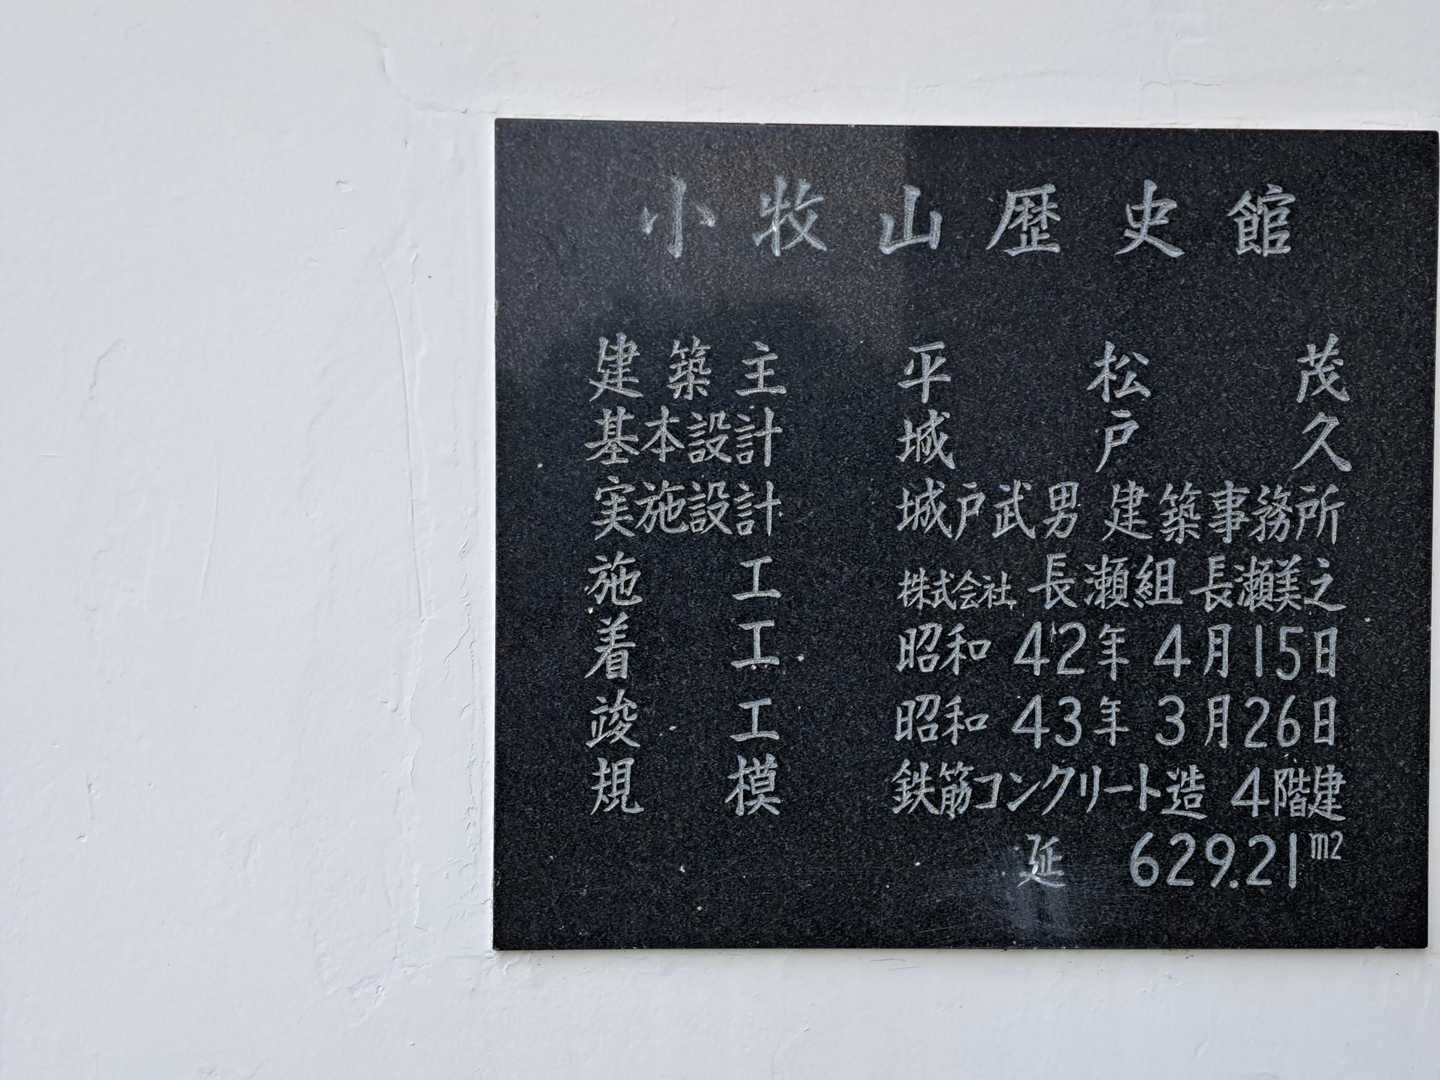 小牧山歴史館
建築主 平松茂
基本設計 城戸久
実施設計 城戸武男建築事務所
施工 株式会社 長瀬組 長瀬美之
着工 昭和42年4月15日
竣工 昭和43年3月26日
規模 鉄筋コンクリート造 4階建
延 629.21m2